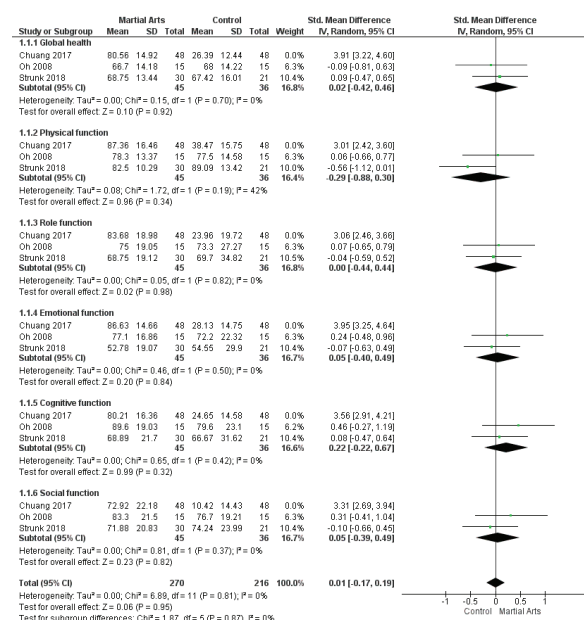 Martial Arts Control Std. Mean Difference Std. Mean Difference
Study or Subgroup Mean SD Total Mean SD Total Weight IV, Random, 95% CI IV, Random, 95% CI
1.1.1 Global health
Chuang 2017 80.56 14.92 48 26.39 12.44 48 0.0% 3.91 [3.22, 4.60]
Oh 2008 66.7 14.18 15 68 14.22 15 5.6% -0.09 [-0.81, 0.63]
Strunk 2018 68.75 13.44 30 67.42 16.01 21 10.4% 0.09 [-0.47, 0.65]
Subtotal (95% CI) 45 36 16.8% 0.02 [-0.42, 0.46]
Heterogeneity: Tau² = 0.00; Chi² = 0.15, df = 1 (P = 0.70); I² = 0%
Test for overall effect: Z = 0.10 (P = 0.92)
1.1.2 Physical function
Chuang 2017 87.36 16.46 48 38.47 15.75 48 0.0% 3.01 [2.42, 3.60]
Oh 2008 78.3 13.37 15 77.5 14.58 15 0.06 [-0.66, 0.77]
Strunk 2018 82.5 10.29 30 89.09 13.42 21 -0.56 [-1.12, 0.01]
Subtotal (95% CI) 45 36 16.4% -0.29 [-0.88, 0.30]
Heterogeneity: Tau² = 0.08; Chi² = 1.72, df = 1 (P = 0.19); I² = 42%
Test for overall effect: Z = 0.96 (P = 0.34)
1.1.3 Role function
Chuang 2017 83.68 18.98 48 23.96 19.72 48 0.0% 3.06 [2.46, 3.66]
Oh 2008 75 19.05 15 73.3 27.27 15 0.07 [-0.65, 0.79]
Strunk 2018 68.75 19.12 30 69.7 34.82 21 -0.04 [-0.59, 0.52]
Subtotal (95% CI) 45 36 16.8% 0.00 [-0.44, 0.44]
Heterogeneity: Tau² = 0.00; Chi² = 0.05, df = 1 (P = 0.82); I² = 0%
Test for overall effect: Z = 0.02 (P = 0.98)
1.1.4 Emotional function
Chuang 2017 86.63 14.66 48 28.13 14.75 48 0.0% 3.95 [3.25, 4.64]
Oh 2008 77.1 16.86 15 72.2 22.32 15 0.24 [-0.48, 0.96]
Strunk 2018 52.78 19.07 30 54.55 29.9 21 -0.07 [-0.63, 0.49]
Subtotal (95% CI) 45 36 16.7% 0.05 [-0.40, 0.49]
Heterogeneity: Tau² = 0.00; Chi² = 0.46, df = 1 (P = 0.50); I² = 0%
Test for overall effect: Z = 0.20 (P = 0.84)
1.1.5 Cognitive function
Chuang 2017 80.21 16.36 48 24.65 14.58 48 0.0% 3.56 [2.91, 4.21]
Oh 2008 89.6 19.03 15 79.6 23.1 15 0.46 [-0.27, 1.19]
Strunk 2018 68.89 21.7 30 66.67 31.62 21 0.08 [-0.47, 0.64]
Subtotal (95% CI) 45 36 16.6% 0.22 [-0.22, 0.67]
Heterogeneity: Tau² = 0.00; Chi² = 0.65, df = 1 (P = 0.42); I² = 0%
Test for overall effect: Z = 0.99 (P = 0.32)
1.1.6 Social function
Chuang 2017 72.92 22.18 48 10.42 14.43 48 0.0% 3.31 [2.69, 3.94]
Oh 2008 83.3 21.5 15 76.7 19.21 15 0.31 [-0.41, 1.04]
Strunk 2018 71.88 20.83 30 74.24 23.99 21 -0.10 [-0.66, 0.45]
Subtotal (95% CI) 45 36 16.7% 0.05 [-0.39, 0.49]
Heterogeneity: Tau² = 0.00; Chi² = 0.81, df = 1 (P = 0.37); I² = 0%
Test for overall effect: Z = 0.23 (P = 0.82)
Total (95% CI) 270 216 100.0% 0.01 [-0.17, 0.19]
Heterogeneity: Tau² = 0.00; Chi² = 6.89, df = 11 (P = 0.81); I² = 0%
Test for overall effect: Z = 0.06 (P = 0.95)
Test for subgroup differences: Chi² = 1.87, df = 5 (P = 0.87), I² = 0%
-1 -0.5 0 0.5 1
Control Martial Arts